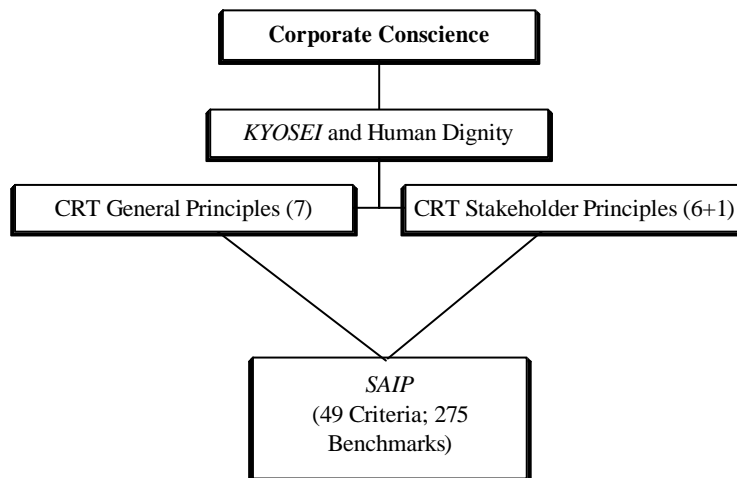 Corporate Conscience
KYOSEI and Human Dignity
CRT General Principles (7)
CRT Stakeholder Principles (6+1)
SAIP
(49 Criteria; 275
Benchmarks)